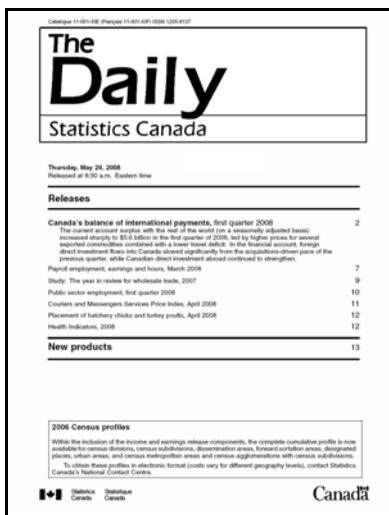 Catalogue 11-001-XIE (Français 11-001-XIF) ISSN 1205-9137
The
Daily
Statistics Canada
Thursday, May 29, 2008
Released at 8:30 a.m. Eastern time
Releases
Canada's balance of international payments, first quarter 2008 2
The current account surplus with the rest of the world (on a seasonally adjusted basis)
increased sharply to $5.6 billion in the first quarter of 2008, led by higher prices for several
exported commodities combined with a lower travel deficit. In the financial account, foreign
direct investment flows into Canada slowed significantly from the acquisitions-driven pace of the
previous quarter, while Canadian direct investment abroad continued to strengthen.
Payroll employment, earnings and hours, March 2008 7
Study: The year in review for wholesale trade, 2007 9
Public sector employment, first quarter 2008 10
Couriers and Messengers Services Price Index, April 2008 11
Placement of hatchery chicks and turkey poults, April 2008 12
Health Indicators, 2008 12
New products 13
2006 Census profiles
Within the inclusion of the income and earnings release components, the complete cumulative profile is now
available for census divisions, census subdivisions, dissemination areas, forward sortation areas, designated
places, urban areas, and census metropolitan areas and census agglomerations with census subdivisions.
To obtain these profiles in electronic format (costs vary for different geography levels), contact Statistics
Canada's National Contact Centre.
Statistics Statistique
Canada Canada
Canada